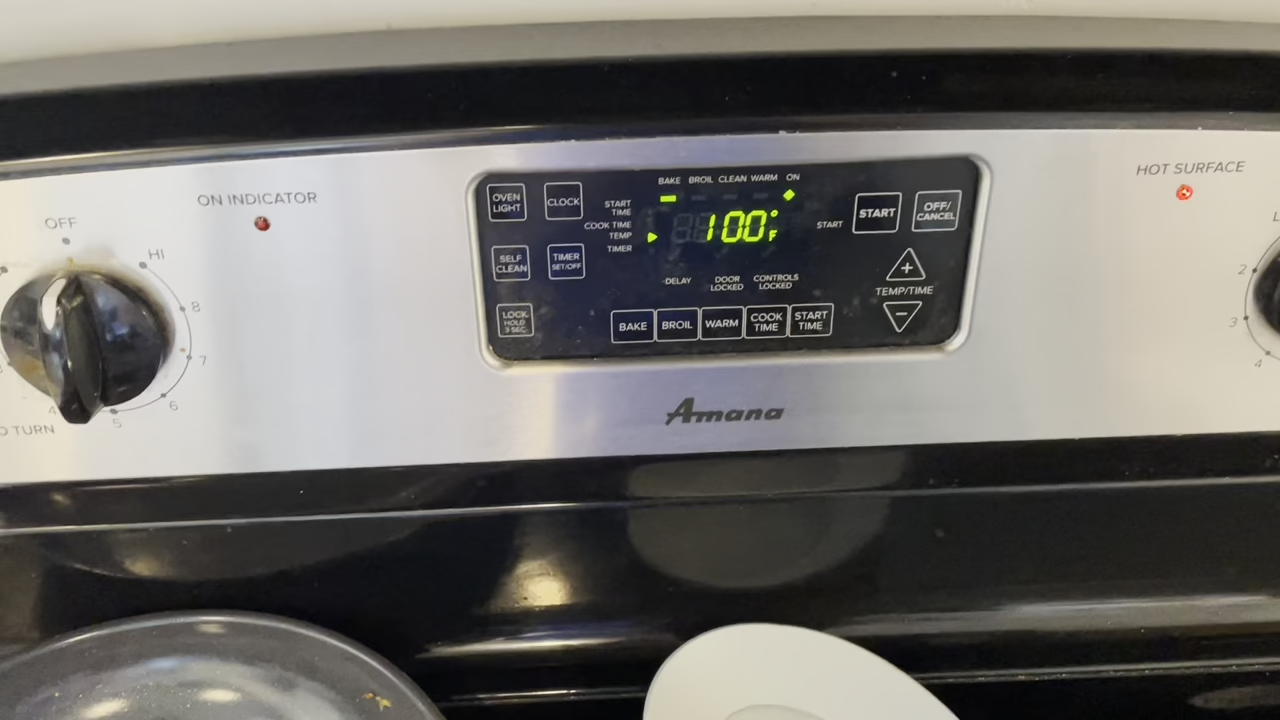 OFF
HI
8
7
6
5
4
O TURN
ON INDICATOR
OVEN LIGHT
CLOCK
SELF CLEAN
TIMER SET/OFF
LOCK HOLD 3 SEC
BAKE BROIL CLEAN WARM ON
START TIME
COOK TIME
TEMP
TIMER
100°F
START
DELAY
DOOR LOCKED
CONTROLS LOCKED
BAKE
BROIL
WARM
COOK TIME
START TIME
START
OFF/CANCEL
+
TEMP/TIME
−
Amana
HOT SURFACE
L
2
3
4